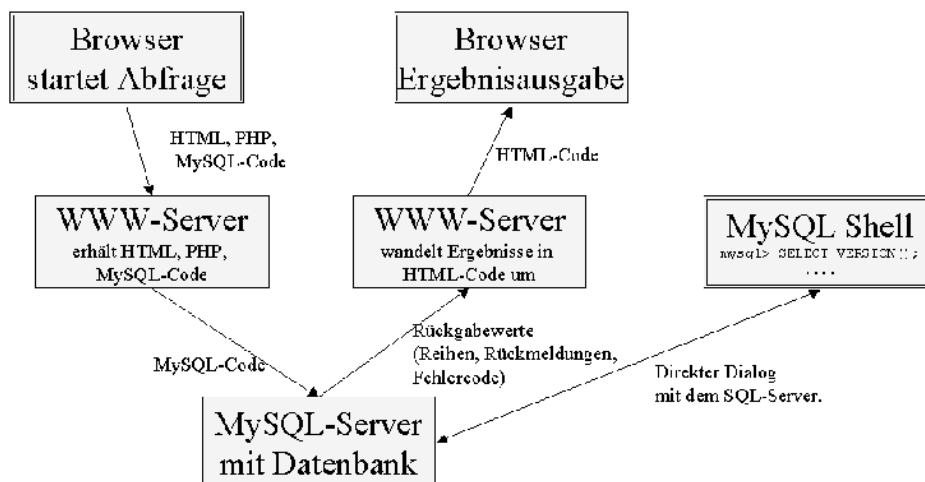 Browser
startet Abfrage
Browser
Ergebnisausgabe
HTML, PHP,
MySQL-Code
HTML-Code
WWW-Server
erhält HTML, PHP,
MySQL-Code
WWW-Server
wandelt Ergebnisse in
HTML-Code um
MySQL Shell
mysql> SELECT VERSION();
....
MySQL-Code
Rückgabewerte
(Reihen, Rückmeldungen,
Fehlercode)
Direkter Dialog
mit dem SQL-Server.
MySQL-Server
mit Datenbank